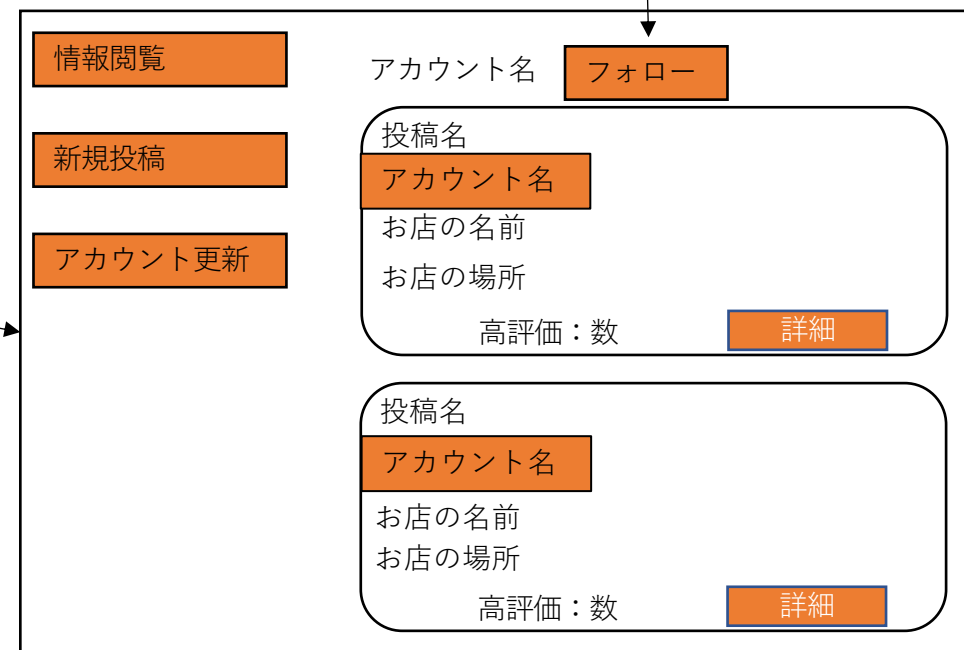 情報閲覧
新規投稿
アカウント更新
アカウント名 フォロー
投稿名
アカウント名
お店の名前
お店の場所
高評価：数 詳細
投稿名
アカウント名
お店の名前
お店の場所
高評価：数 詳細